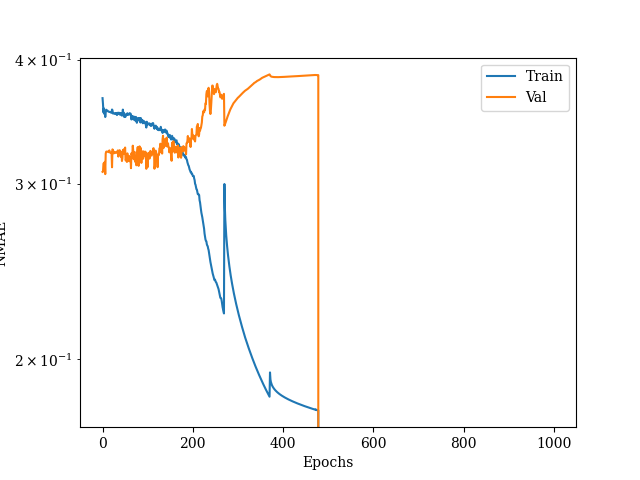 4 × 10⁻¹
3 × 10⁻¹
2 × 10⁻¹
NMAE
0 200 400 600 800 1000
Epochs
Train
Val